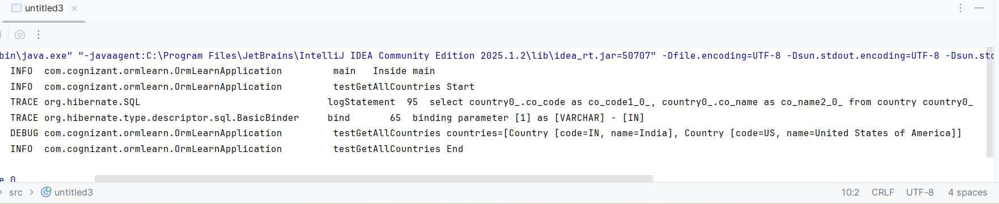 untitled3
bin\java.exe" "-javaagent:C:\Program Files\JetBrains\IntelliJ IDEA Community Edition 2025.1.2\lib\idea_rt.jar=50707" -Dfile.encoding=UTF-8 -Dsun.stdout.encoding=UTF-8 -Dsun.std
INFO com.cognizant.ormlearn.OrmLearnApplication main Inside main
INFO com.cognizant.ormlearn.OrmLearnApplication testGetAllCountries Start
TRACE org.hibernate.SQL logStatement 95 select country0_.co_code as co_code1_0_, country0_.co_name as co_name2_0_ from country country0_
TRACE org.hibernate.type.descriptor.sql.BasicBinder bind 65 binding parameter [1] as [VARCHAR] - [IN]
DEBUG com.cognizant.ormlearn.OrmLearnApplication testGetAllCountries countries=[Country [code=IN, name=India], Country [code=US, name=United States of America]]
INFO com.cognizant.ormlearn.OrmLearnApplication testGetAllCountries End
e 0
src > untitled3 10:2 CRLF UTF-8 4 spaces